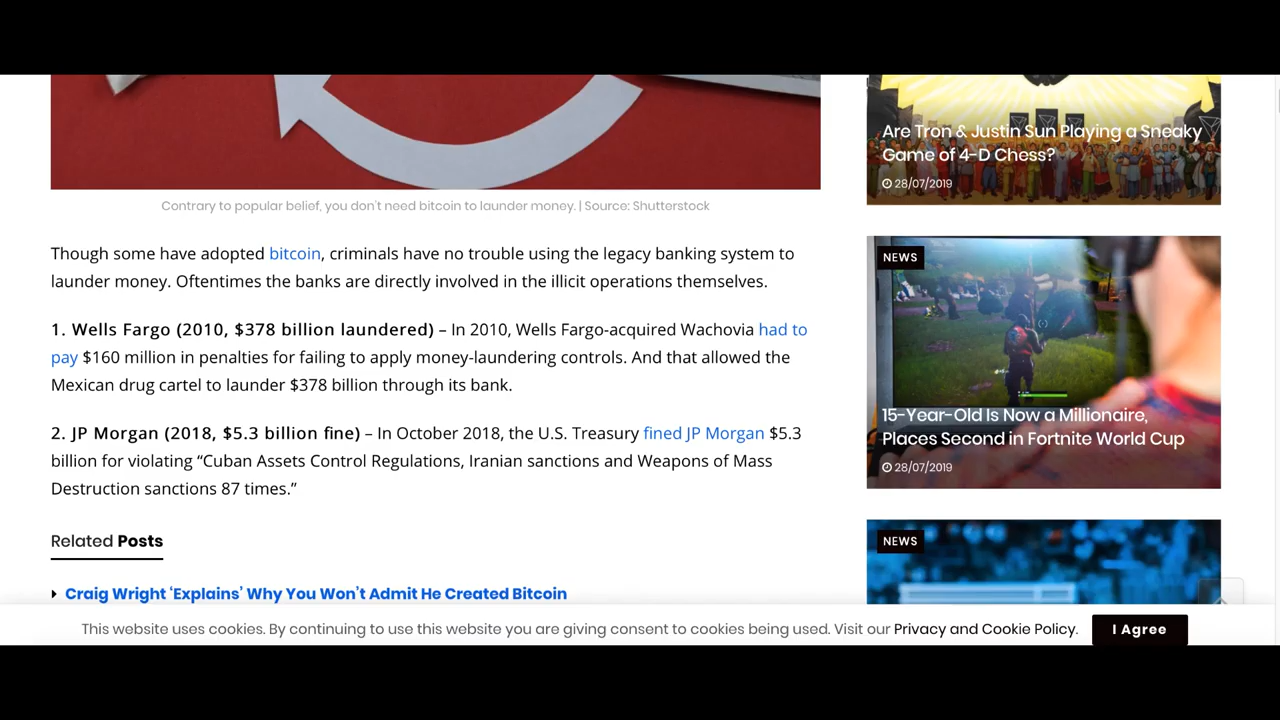 Contrary to popular belief, you don't need bitcoin to launder money. | Source: Shutterstock
Though some have adopted bitcoin, criminals have no trouble using the legacy banking system to
launder money. Oftentimes the banks are directly involved in the illicit operations themselves.
1. Wells Fargo (2010, $378 billion laundered) – In 2010, Wells Fargo-acquired Wachovia had to
pay $160 million in penalties for failing to apply money-laundering controls. And that allowed the
Mexican drug cartel to launder $378 billion through its bank.
2. JP Morgan (2018, $5.3 billion fine) – In October 2018, the U.S. Treasury fined JP Morgan $5.3
billion for violating “Cuban Assets Control Regulations, Iranian sanctions and Weapons of Mass
Destruction sanctions 87 times.”
Related Posts
Craig Wright ‘Explains’ Why You Won’t Admit He Created Bitcoin
Are Tron & Justin Sun Playing a Sneaky
Game of 4-D Chess?
28/07/2019
NEWS
15-Year-Old Is Now a Millionaire,
Places Second in Fortnite World Cup
28/07/2019
NEWS
This website uses cookies. By continuing to use this website you are giving consent to cookies being used. Visit our Privacy and Cookie Policy.
I Agree